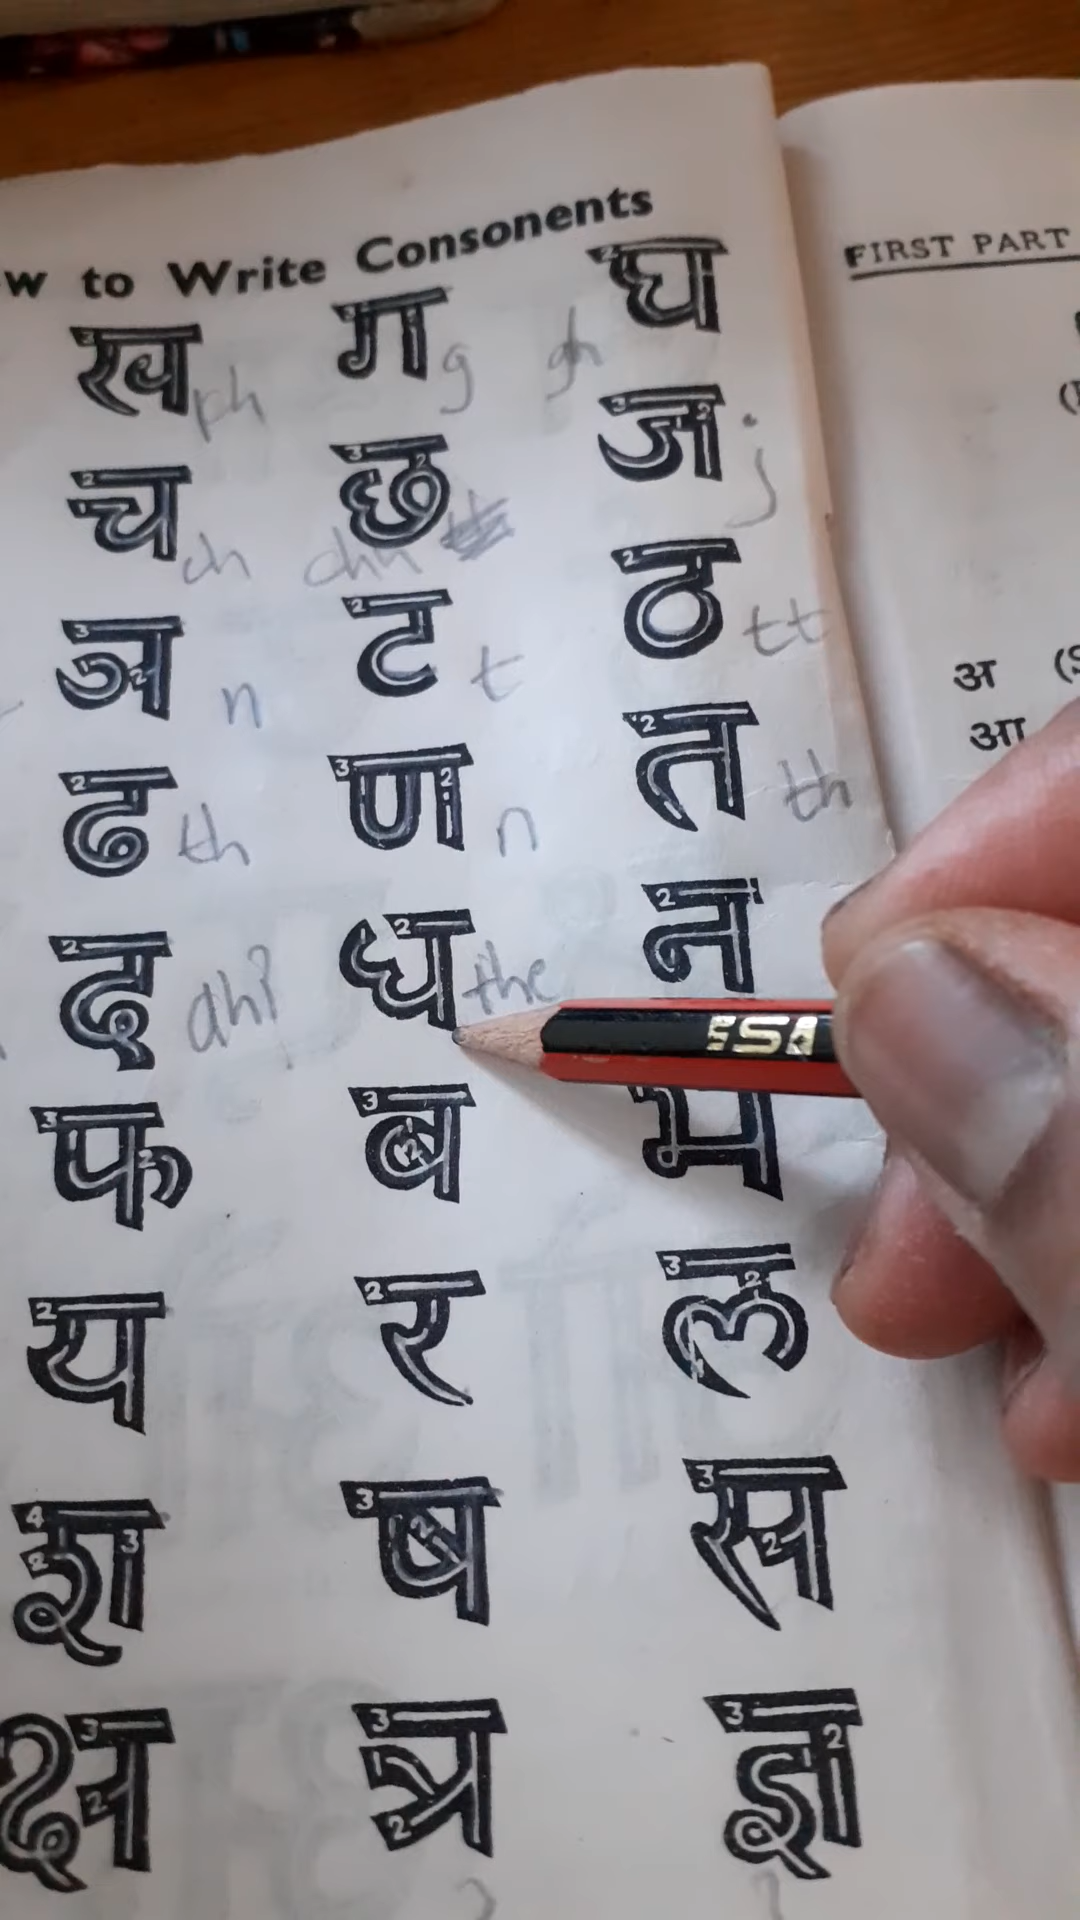 to Write Consonents
ख ph ग g gh घ
च ch छ chh ज j
ञ n ट t ठ tt
ढ th ण n त th
द dh? ध the न
फ ब म
य र ल
ष स
क्ष त्र ज्ञ
FIRST PART
अ
आ